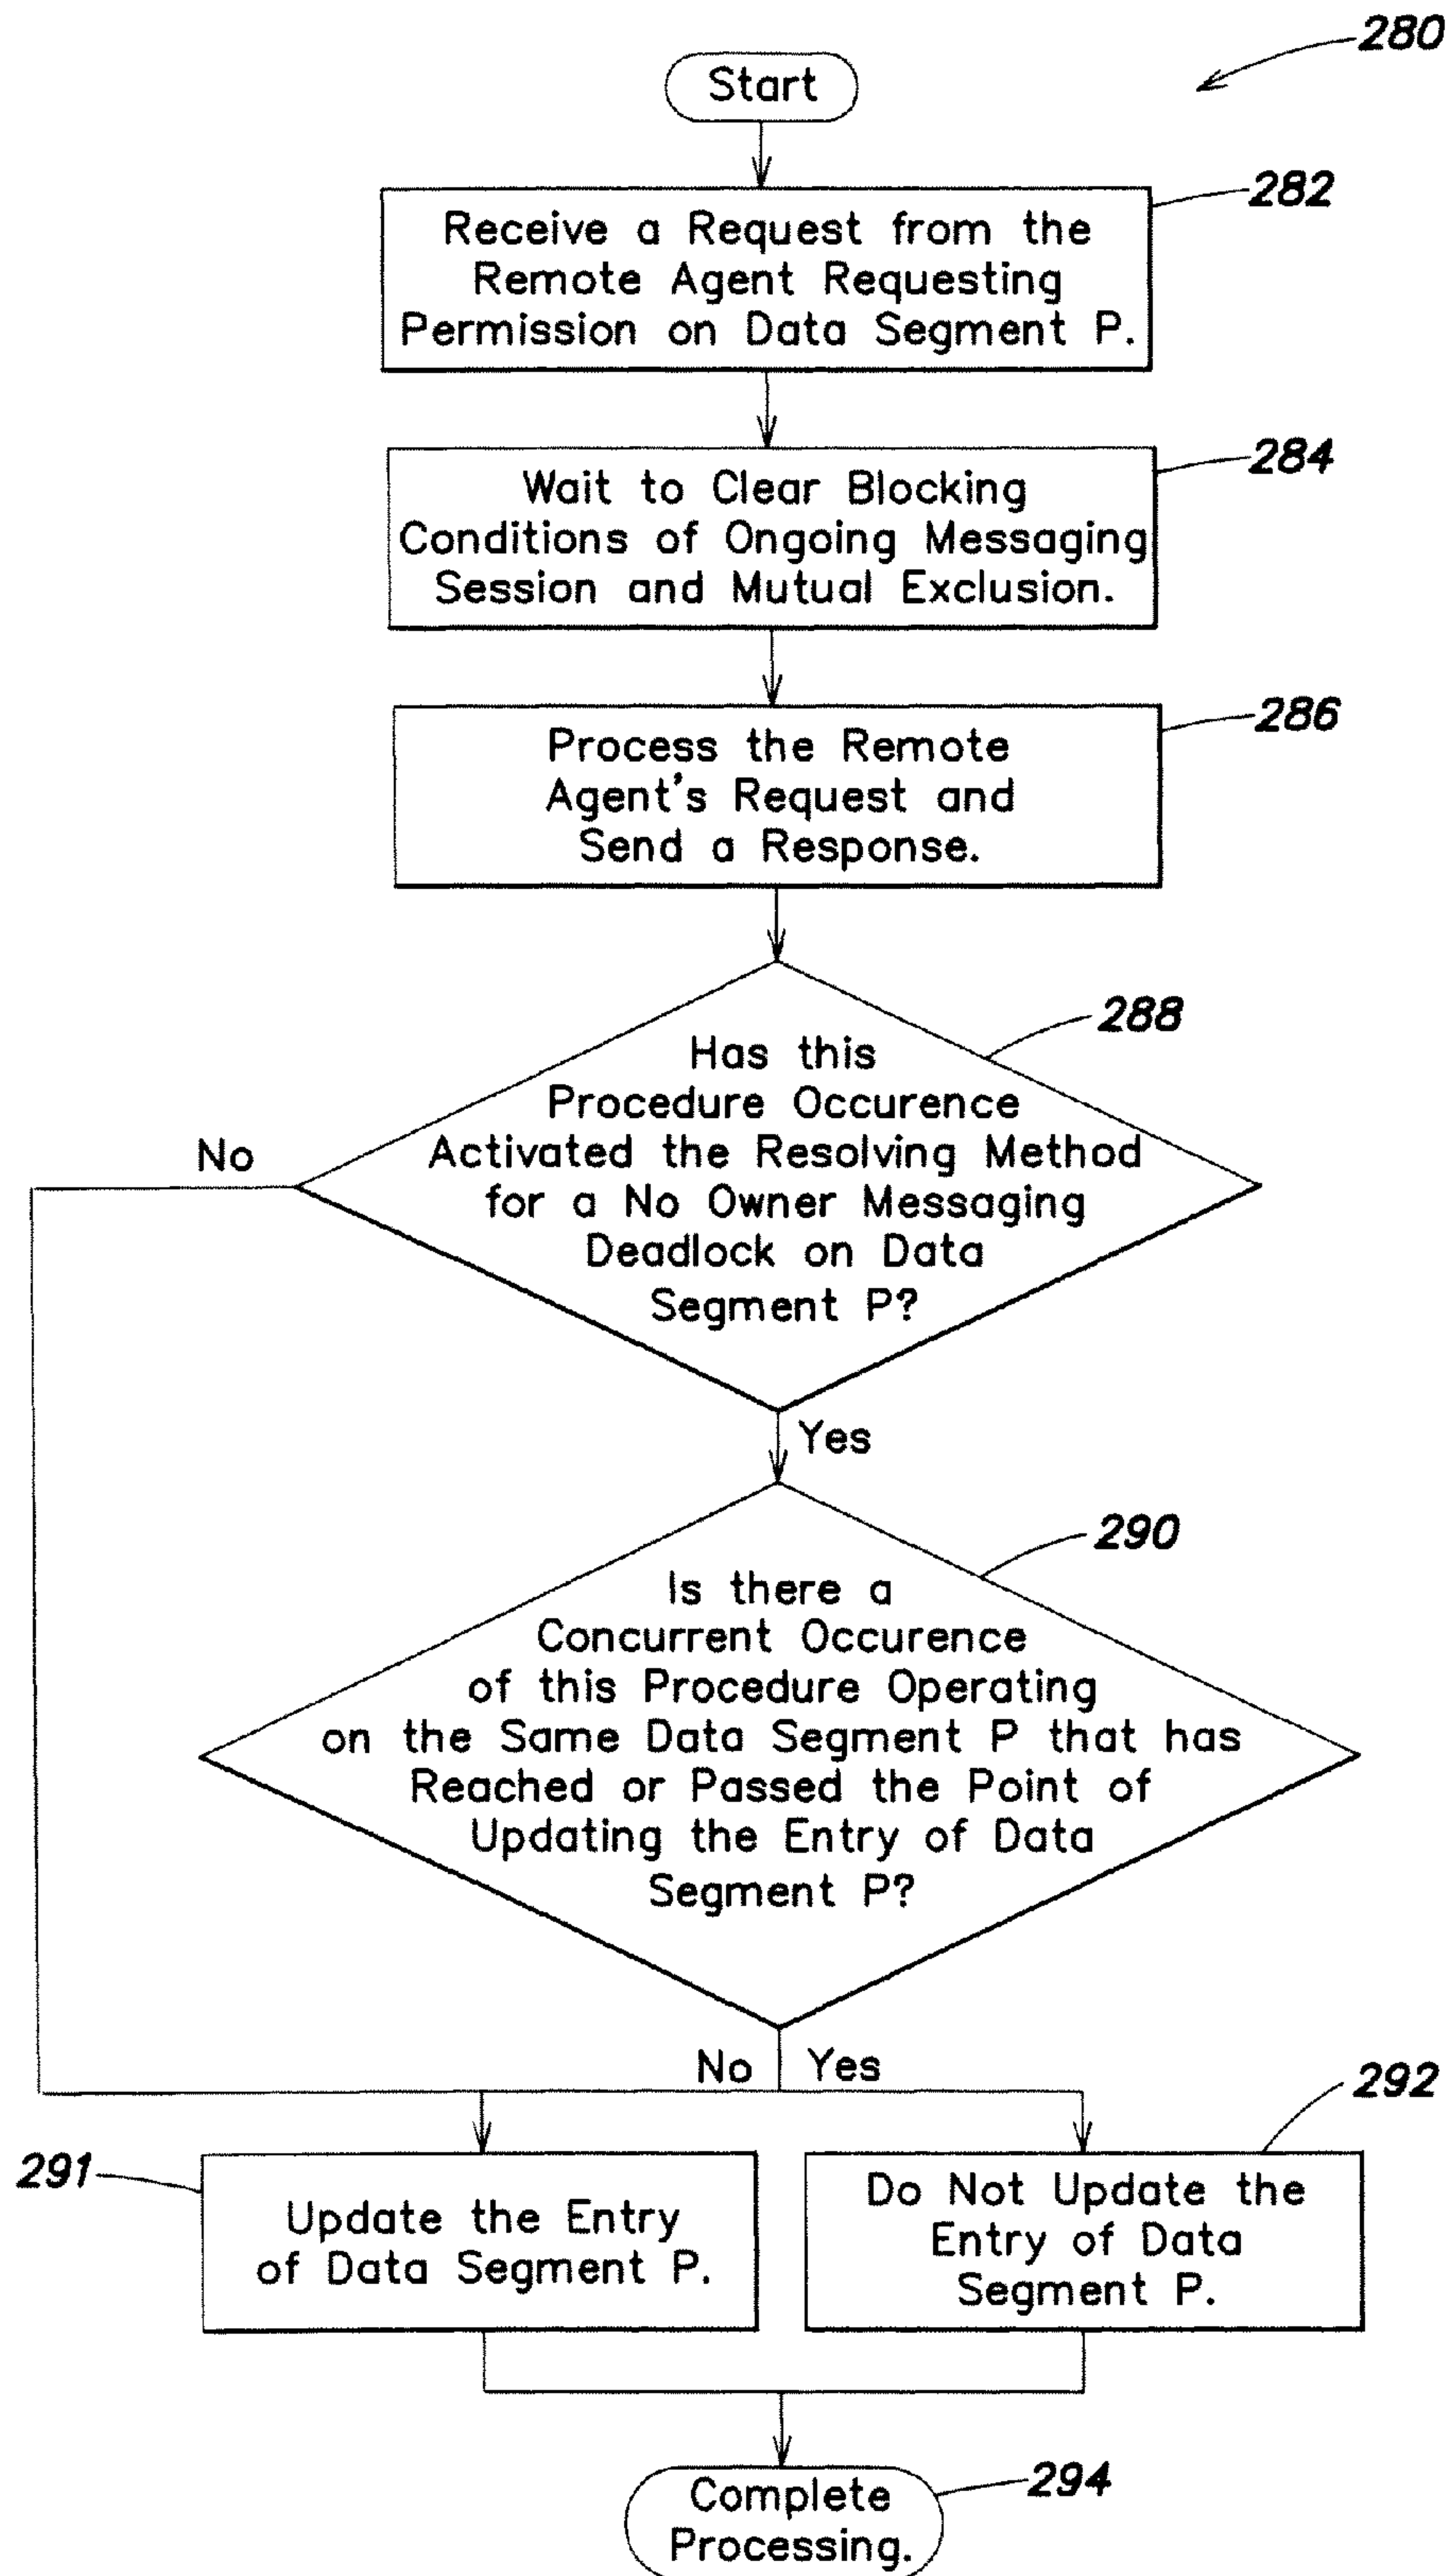 280
Start
282
Receive a Request from the
Remote Agent Requesting
Permission on Data Segment P.
284
Wait to Clear Blocking
Conditions of Ongoing Messaging
Session and Mutual Exclusion.
286
Process the Remote
Agent's Request and
Send a Response.
288
Has this
Procedure Occurence
Activated the Resolving Method
for a No Owner Messaging
Deadlock on Data
Segment P?
No
Yes
290
Is there a
Concurrent Occurence
of this Procedure Operating
on the Same Data Segment P that has
Reached or Passed the Point of
Updating the Entry of Data
Segment P?
No
Yes
291
Update the Entry
of Data Segment P.
292
Do Not Update the
Entry of Data
Segment P.
294
Complete
Processing.